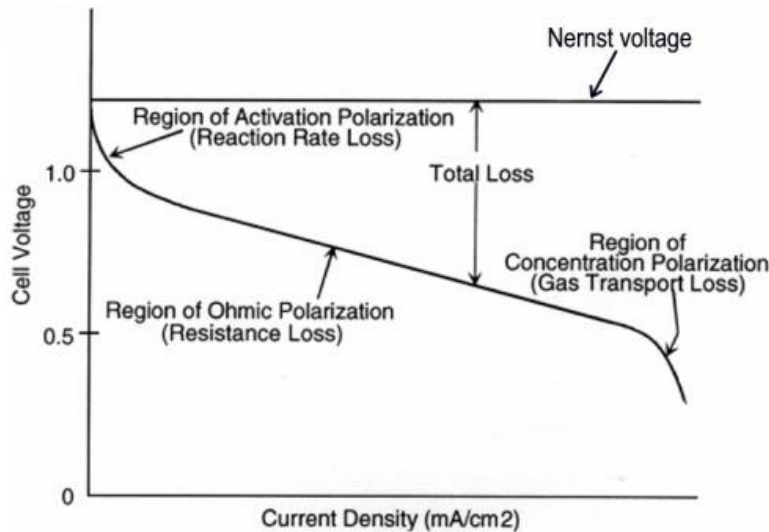 Nernst voltage
Region of Activation Polarization
(Reaction Rate Loss)
1.0
Total Loss
Cell Voltage
Region of
Concentration Polarization
(Gas Transport Loss)
Region of Ohmic Polarization
(Resistance Loss)
0.5
0
Current Density (mA/cm2)